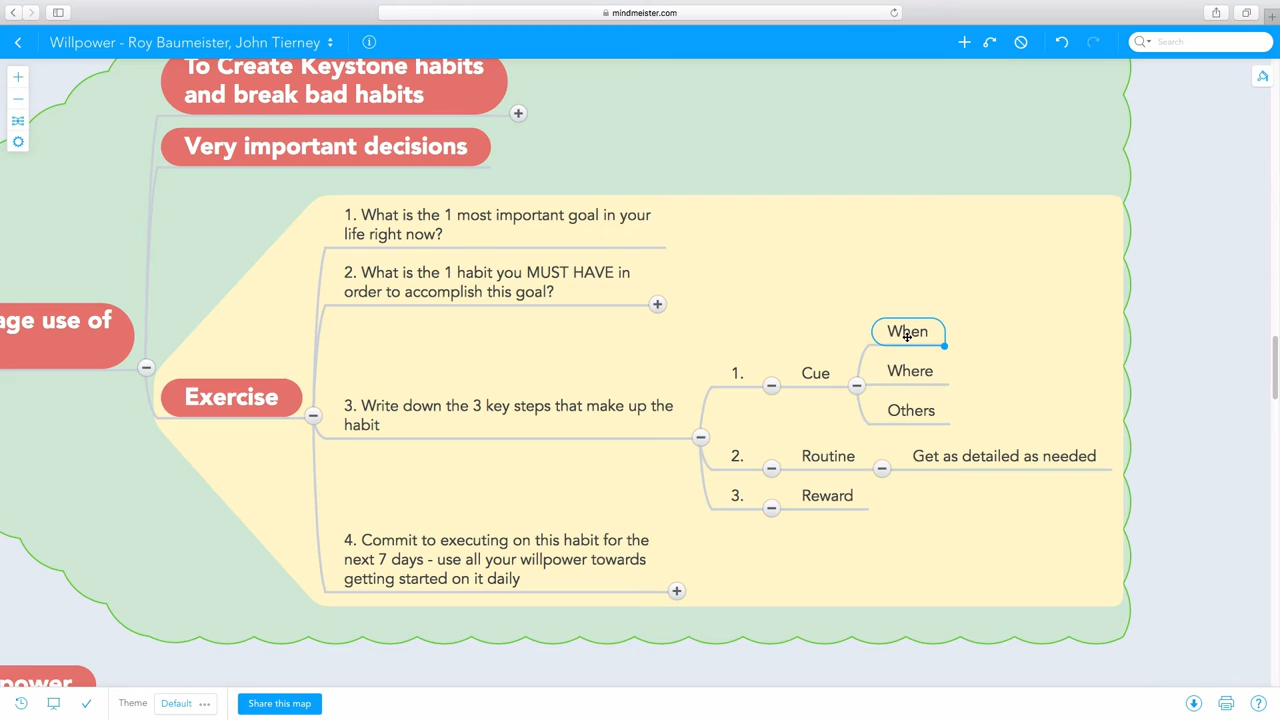 mindmeister.com
Willpower - Roy Baumeister, John Tierney
Search
To Create Keystone habits
and break bad habits
Very important decisions
age use of
Exercise
1. What is the 1 most important goal in your
life right now?
2. What is the 1 habit you MUST HAVE in
order to accomplish this goal?
3. Write down the 3 key steps that make up the
habit
1.
Cue
When
Where
Others
2.
Routine
Get as detailed as needed
3.
Reward
4. Commit to executing on this habit for the
next 7 days - use all your willpower towards
getting started on it daily
power
Theme
Default
Share this map